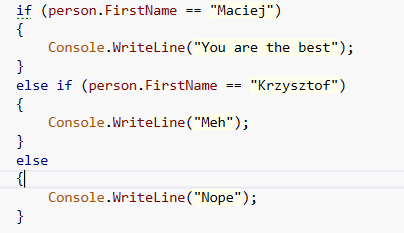 if (person.FirstName == "Maciej")
{
    Console.WriteLine("You are the best");
}
else if (person.FirstName == "Krzysztof")
{
    Console.WriteLine("Meh");
}
else
{
    Console.WriteLine("Nope");
}